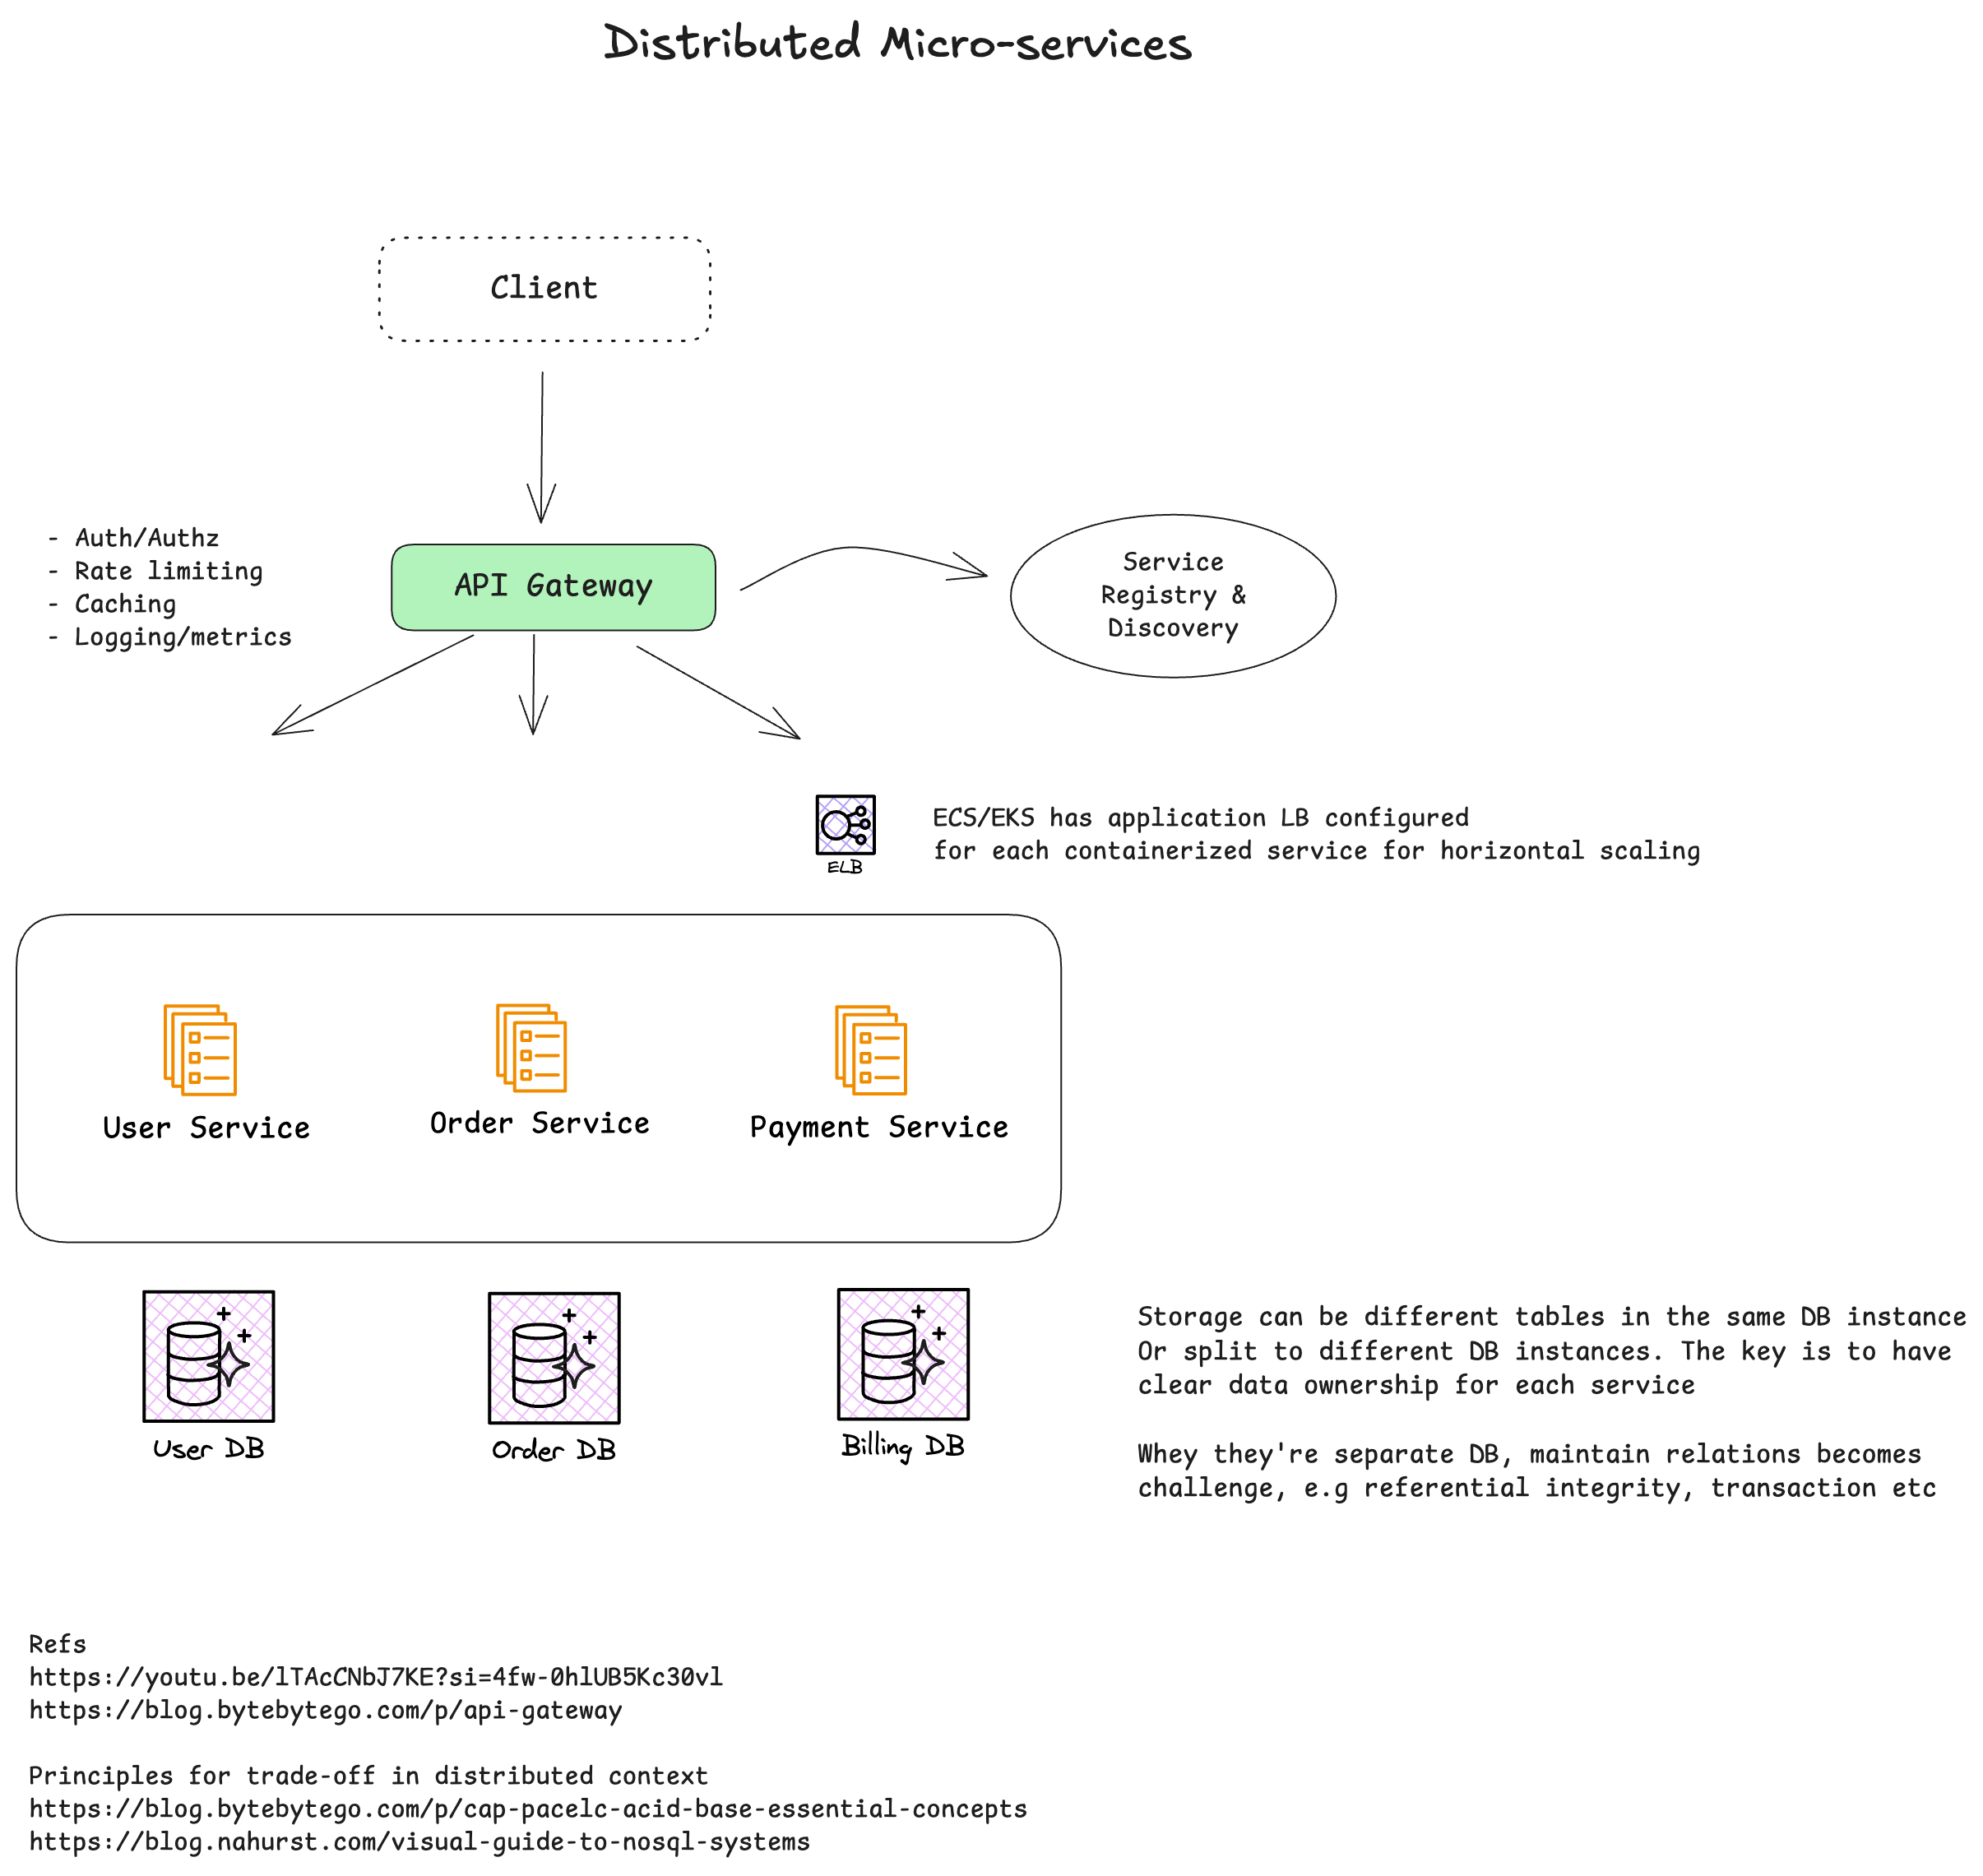 Distributed Micro-services
Client
- Auth/Authz
- Rate limiting
- Caching
- Logging/metrics
API Gateway
Service
Registry &
Discovery
ELB
ECS/EKS has application LB configured
for each containerized service for horizontal scaling
User Service
Order Service
Payment Service
User DB
Order DB
Billing DB
Storage can be different tables in the same DB instance
Or split to different DB instances. The key is to have
clear data ownership for each service
Whey they're separate DB, maintain relations becomes
challenge, e.g referential integrity, transaction etc
Refs
https://youtu.be/lTAcCNbJ7KE?si=4fw-0hlUB5Kc30vl
https://blog.bytebytego.com/p/api-gateway
Principles for trade-off in distributed context
https://blog.bytebytego.com/p/cap-pacelc-acid-base-essential-concepts
https://blog.nahurst.com/visual-guide-to-nosql-systems